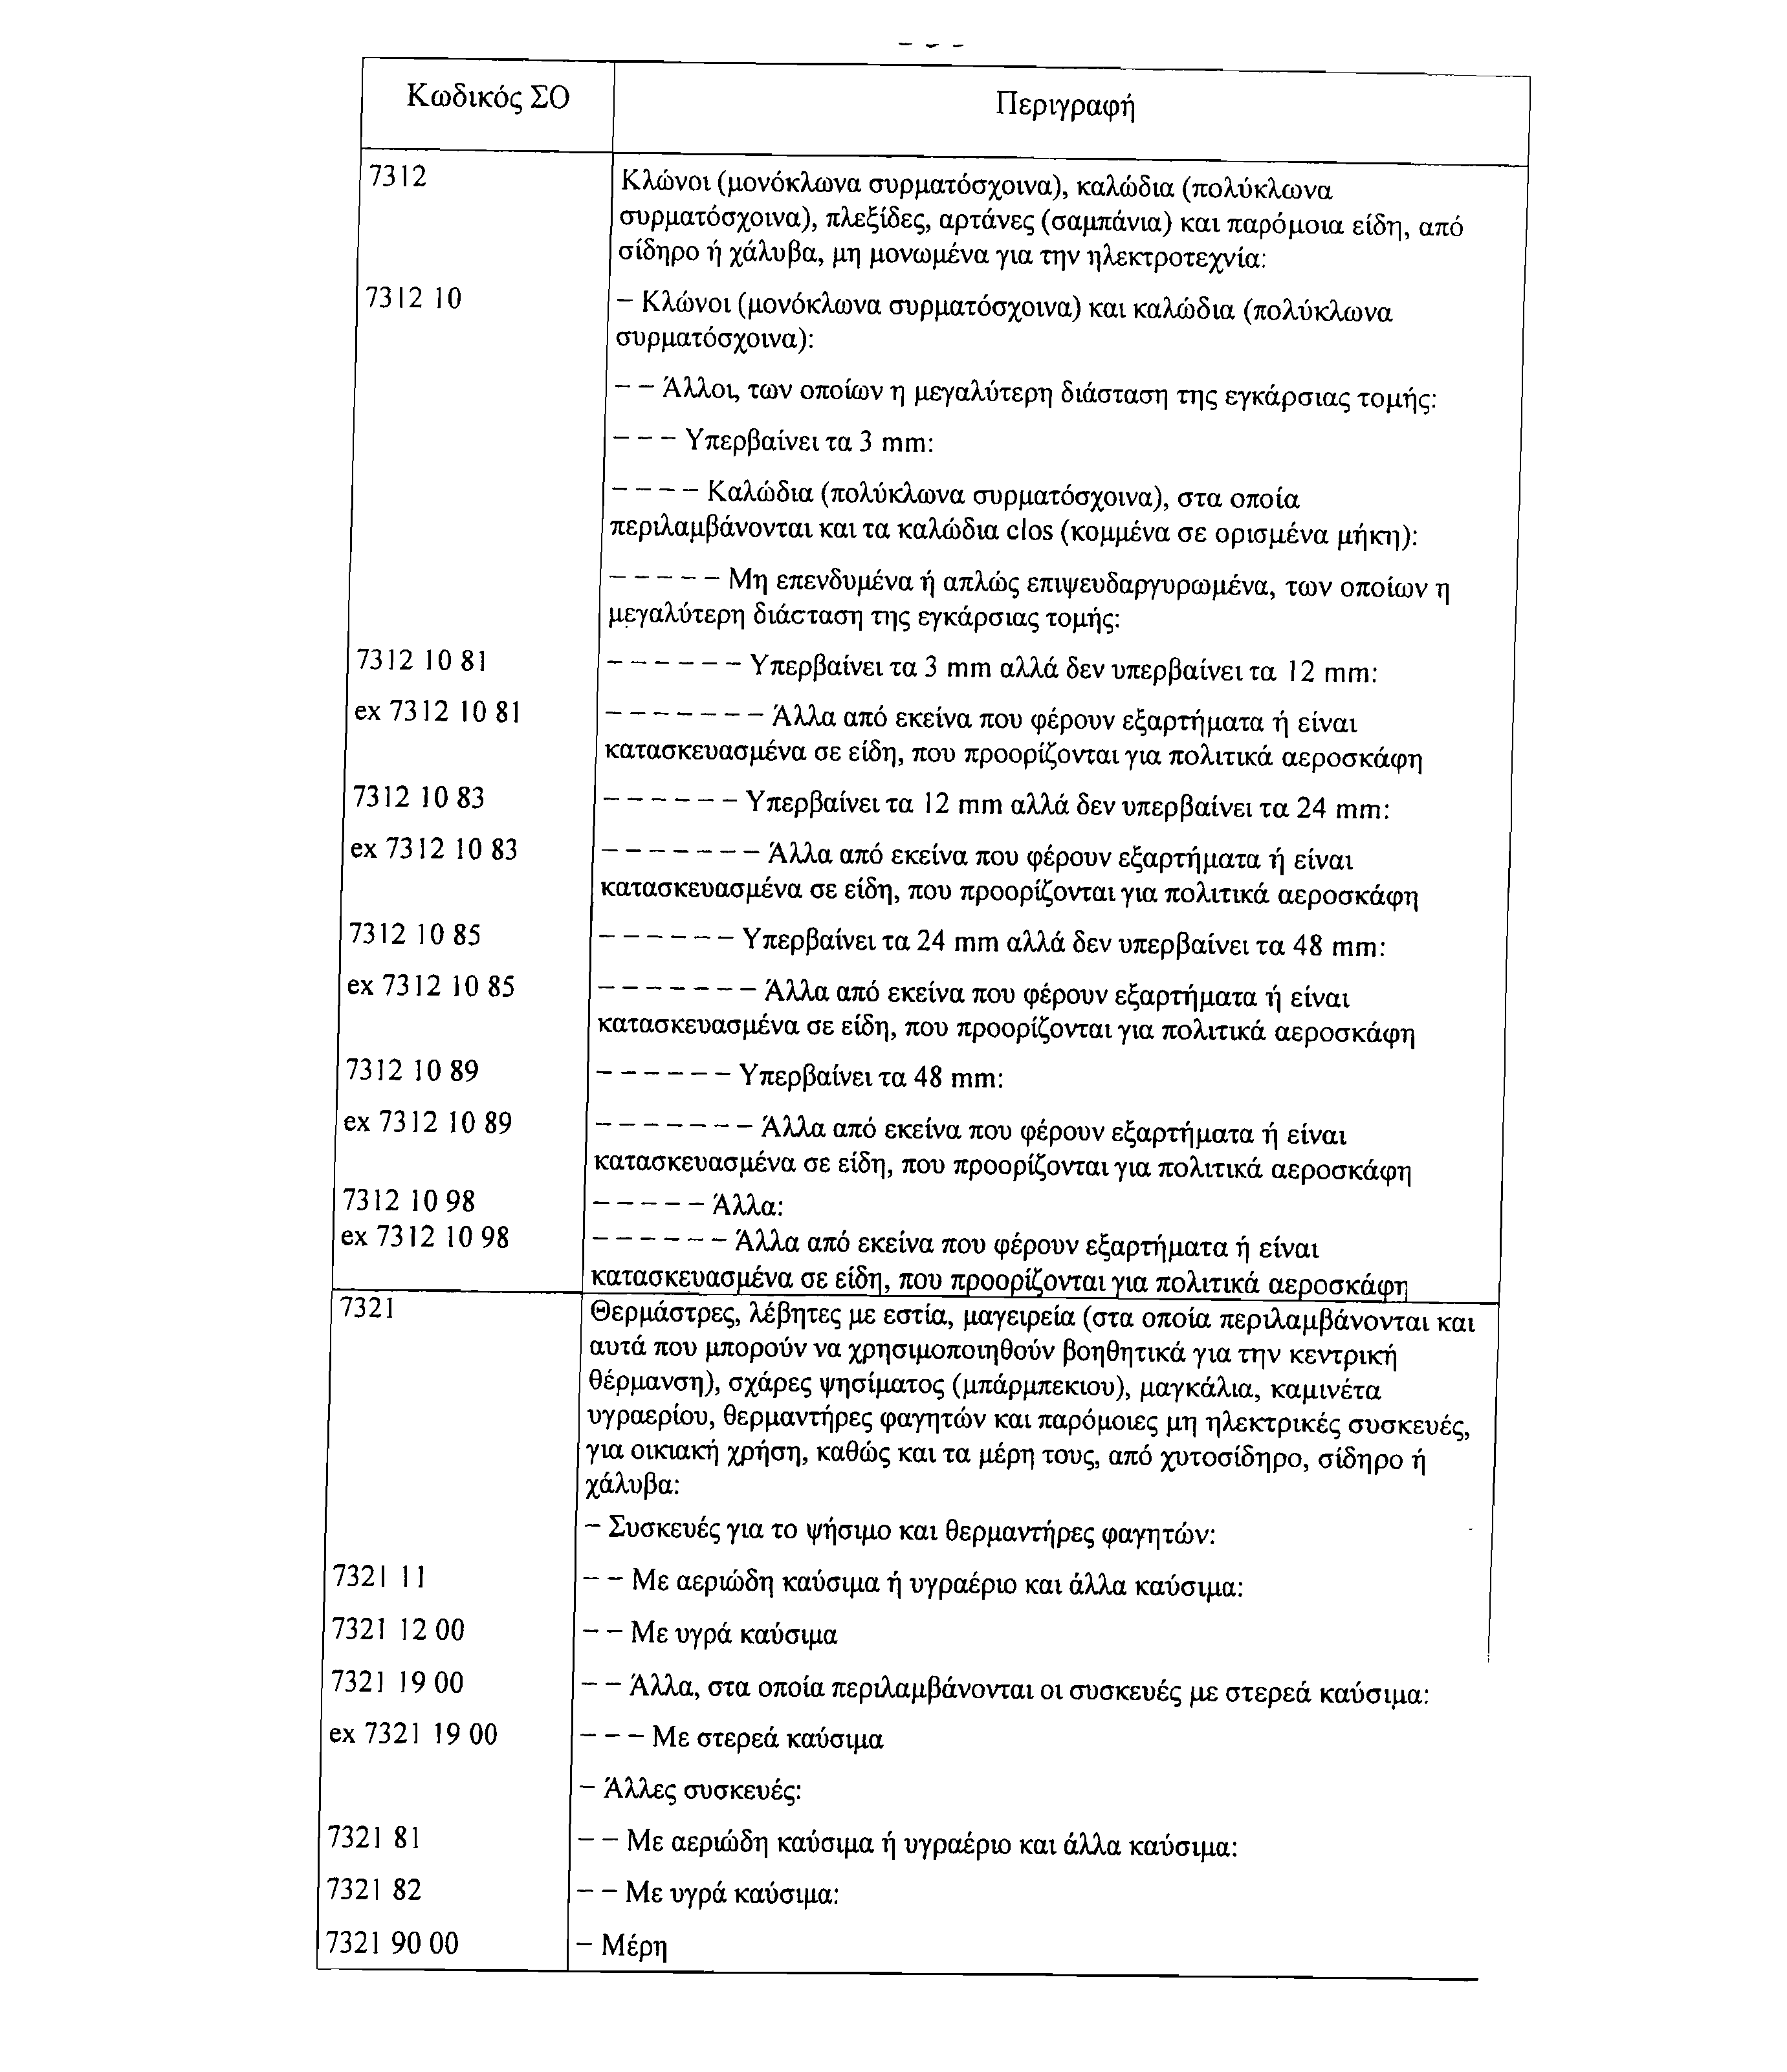 Κωδικός ΣΟ Περιγραφή
7312 Κλώνοι (μονόκλωνα συρματόσχοινα), καλώδια (πολύκλωνα
συρματόσχοινα), πλεξίδες, αρτάνες (σαμπάνια) και παρόμοια είδη, από
σίδηρο ή χάλυβα, μη μονωμένα για την ηλεκτροτεχνία:
7312 10 – Κλώνοι (μονόκλωνα συρματόσχοινα) και καλώδια (πολύκλωνα
συρματόσχοινα):
– – Άλλοι, των οποίων η μεγαλύτερη διάσταση της εγκάρσιας τομής:
– – – Υπερβαίνει τα 3 mm:
– – – – Καλώδια (πολύκλωνα συρματόσχοινα), στα οποία
περιλαμβάνονται και τα καλώδια clos (κομμένα σε ορισμένα μήκη):
– – – – – Μη επενδυμένα ή απλώς επιψευδαργυρωμένα, των οποίων η
μεγαλύτερη διάσταση της εγκάρσιας τομής:
7312 10 81 – – – – – – Υπερβαίνει τα 3 mm αλλά δεν υπερβαίνει τα 12 mm:
ex 7312 10 81 – – – – – – – Άλλα από εκείνα που φέρουν εξαρτήματα ή είναι
κατασκευασμένα σε είδη, που προορίζονται για πολιτικά αεροσκάφη
7312 10 83 – – – – – – Υπερβαίνει τα 12 mm αλλά δεν υπερβαίνει τα 24 mm:
ex 7312 10 83 – – – – – – – Άλλα από εκείνα που φέρουν εξαρτήματα ή είναι
κατασκευασμένα σε είδη, που προορίζονται για πολιτικά αεροσκάφη
7312 10 85 – – – – – – Υπερβαίνει τα 24 mm αλλά δεν υπερβαίνει τα 48 mm:
ex 7312 10 85 – – – – – – – Άλλα από εκείνα που φέρουν εξαρτήματα ή είναι
κατασκευασμένα σε είδη, που προορίζονται για πολιτικά αεροσκάφη
7312 10 89 – – – – – – Υπερβαίνει τα 48 mm:
ex 7312 10 89 – – – – – – – Άλλα από εκείνα που φέρουν εξαρτήματα ή είναι
κατασκευασμένα σε είδη, που προορίζονται για πολιτικά αεροσκάφη
7312 10 98 – – – – – Άλλα:
ex 7312 10 98 – – – – – – Άλλα από εκείνα που φέρουν εξαρτήματα ή είναι
κατασκευασμένα σε είδη, που προορίζονται για πολιτικά αεροσκάφη
7321 Θερμάστρες, λέβητες με εστία, μαγειρεία (στα οποία περιλαμβάνονται και
αυτά που μπορούν να χρησιμοποιηθούν βοηθητικά για την κεντρική
θέρμανση), σχάρες ψησίματος (μπάρμπεκιου), μαγκάλια, καμινέτα
υγραερίου, θερμαντήρες φαγητών και παρόμοιες μη ηλεκτρικές συσκευές,
για οικιακή χρήση, καθώς και τα μέρη τους, από χυτοσίδηρο, σίδηρο ή
χάλυβα:
– Συσκευές για το ψήσιμο και θερμαντήρες φαγητών:
7321 11 – – Με αεριώδη καύσιμα ή υγραέριο και άλλα καύσιμα:
7321 12 00 – – Με υγρά καύσιμα
7321 19 00 – – Άλλα, στα οποία περιλαμβάνονται οι συσκευές με στερεά καύσιμα:
ex 7321 19 00 – – – Με στερεά καύσιμα
– Άλλες συσκευές:
7321 81 – – Με αεριώδη καύσιμα ή υγραέριο και άλλα καύσιμα:
7321 82 – – Με υγρά καύσιμα:
7321 90 00 – Μέρη